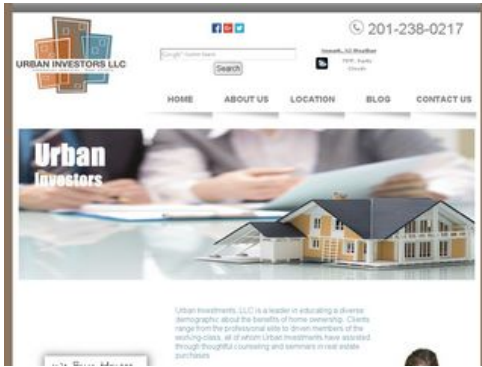 201-238-0217
URBAN INVESTORS LLC
Search
HOME ABOUT US LOCATION BLOG CONTACT US
Urban
Investors
Urban Investments, LLC is a leader in educating a diverse
demographic about the benefits of home ownership. Clients
range from the professional elite to driven members of the
working-class, all of whom Urban Investments have assisted
through thoughtful counseling and seminars in real estate
purchases.
We Buy Houses